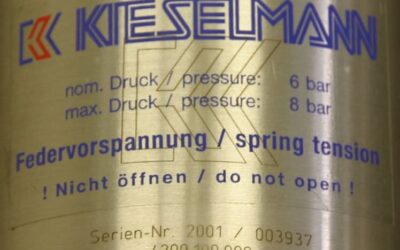 KIESELMANN
nom. Druck / pressure: 6 bar
max. Druck / pressure: 8 bar
Federvorspannung / spring tension
! Nicht öffnen / do not open !
Serien-Nr. 2001 / 003937